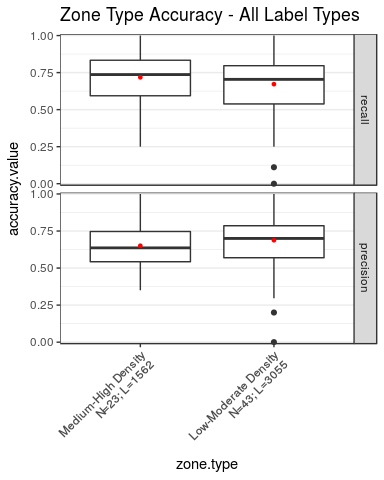 Zone Type Accuracy - All Label Types
accuracy.value
1.00
0.75
0.50
0.25
0.00
recall
1.00
0.75
0.50
0.25
0.00
precision
Medium-High Density
N=23; L=1562
Low-Moderate Density
N=43; L=3055
zone.type